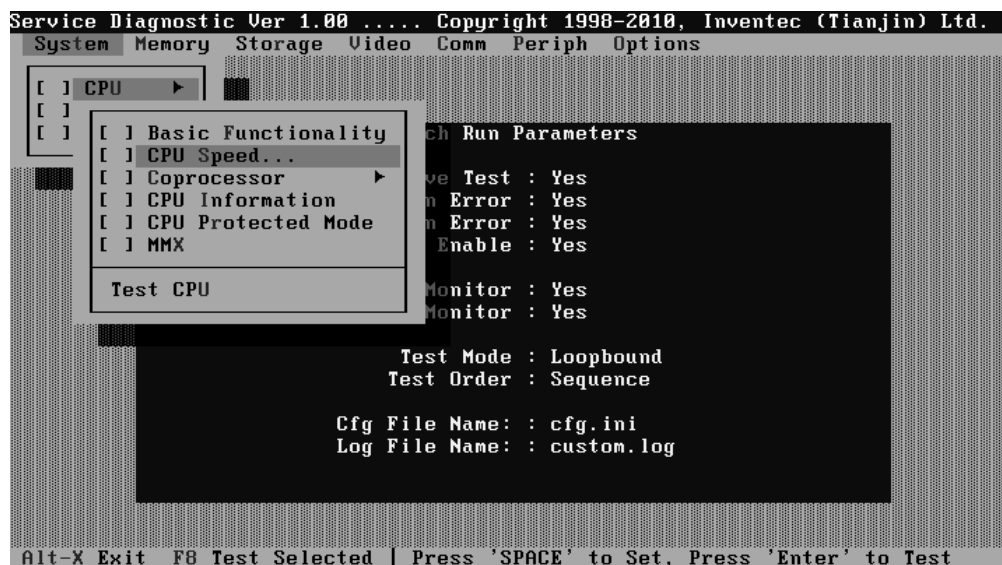 Service Diagnostic Ver 1.00 ..... Copyright 1998-2010, Inventec (Tianjin) Ltd.
System Memory Storage Video Comm Periph Options
[ ] CPU ►
[ ]
[ ]
[ ] Basic Functionality
[ ] CPU Speed...
[ ] Coprocessor ►
[ ] CPU Information
[ ] CPU Protected Mode
[ ] MMX
Test CPU
ch Run Parameters
ve Test : Yes
n Error : Yes
n Error : Yes
Enable : Yes
Monitor : Yes
Monitor : Yes
Test Mode : Loopbound
Test Order : Sequence
Cfg File Name: : cfg.ini
Log File Name: : custom.log
Alt-X Exit F8 Test Selected | Press 'SPACE' to Set, Press 'Enter' to Test